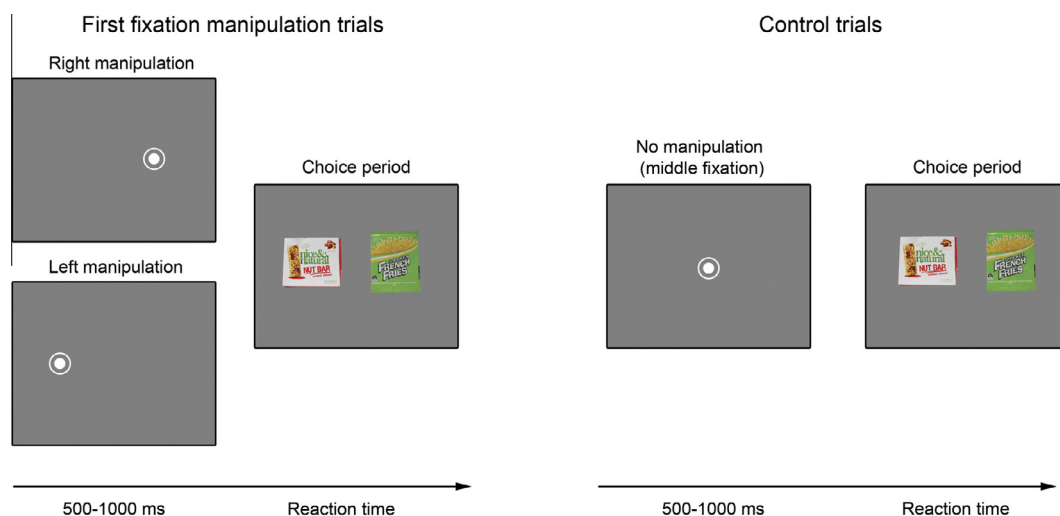 First fixation manipulation trials
Right manipulation
Left manipulation
Choice period
nice&
natural
NUT BAR
FRENCH
FRIES
500-1000 ms
Reaction time
Control trials
No manipulation
(middle fixation)
Choice period
nice&
natural
NUT BAR
FRENCH
FRIES
500-1000 ms
Reaction time